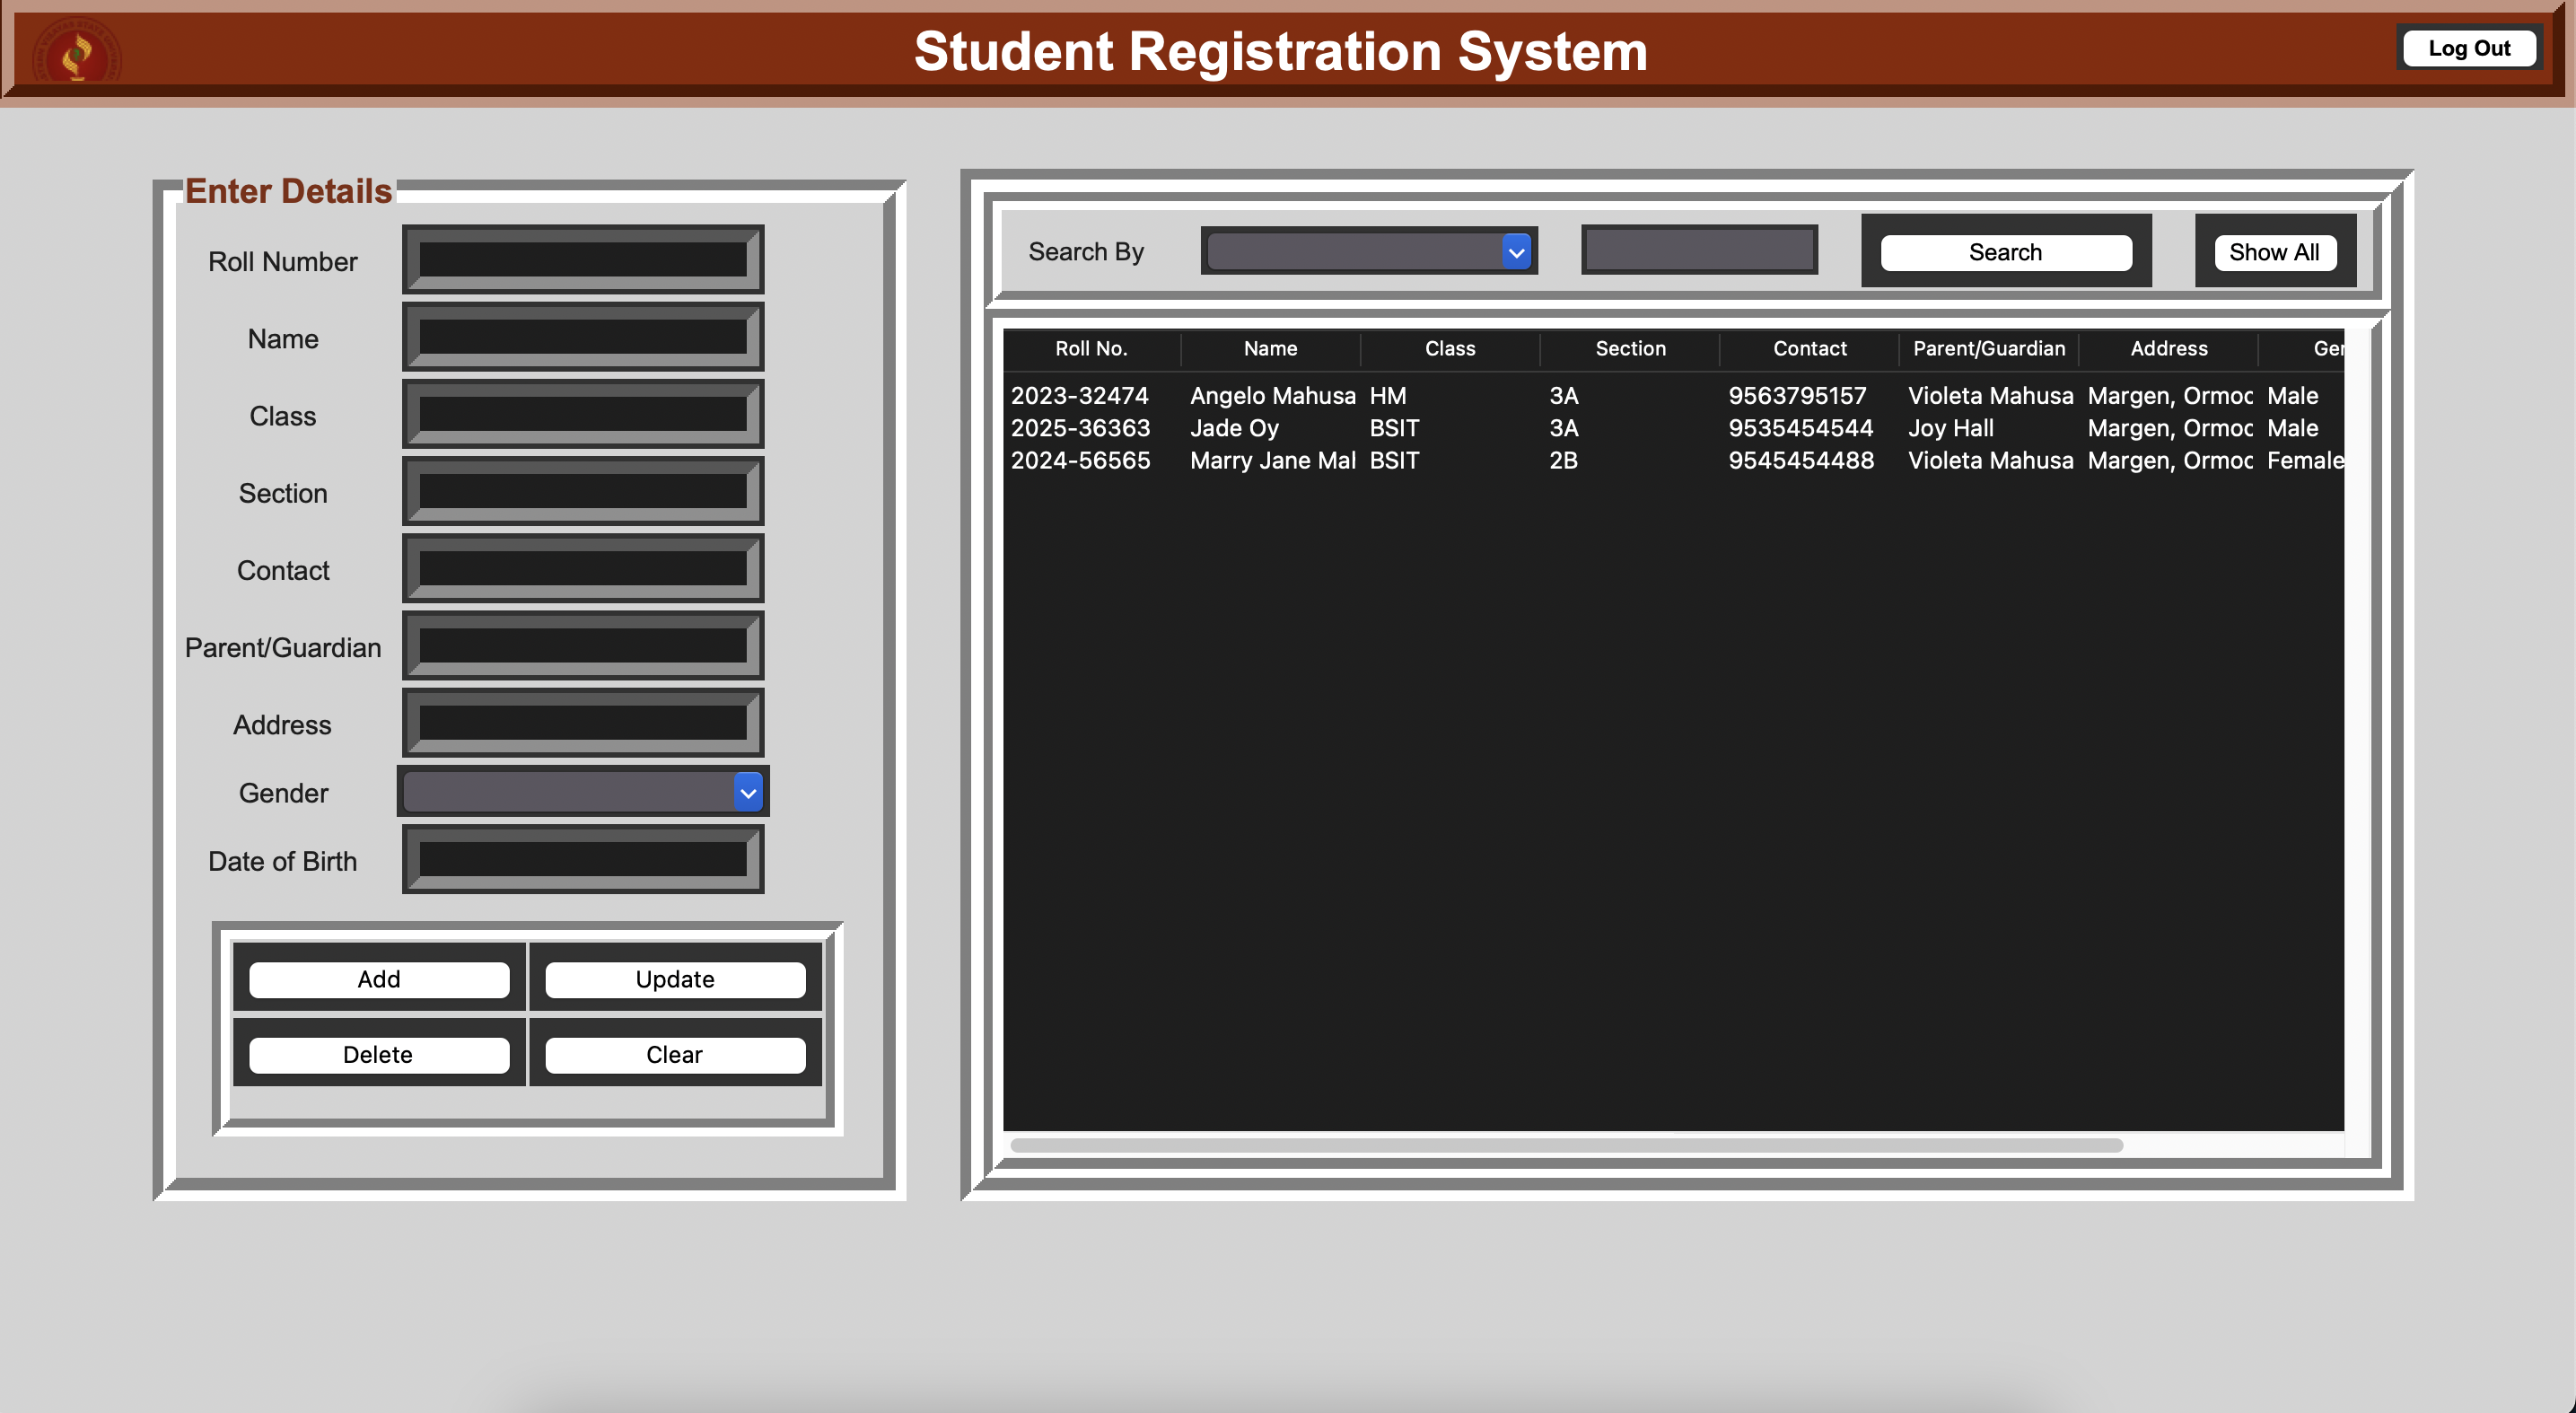 Student Registration System
Log Out
Enter Details
Roll Number
Name
Class
Section
Contact
Parent/Guardian
Address
Gender
Date of Birth
Add Update
Delete Clear
Search By Search Show All
Roll No. Name Class Section Contact Parent/Guardian Address Ger
2023-32474 Angelo Mahusa HM 3A 9563795157 Violeta Mahusa Margen, Ormoc Male
2025-36363 Jade Oy BSIT 3A 9535454544 Joy Hall Margen, Ormoc Male
2024-56565 Marry Jane Mal BSIT 2B 9545454488 Violeta Mahusa Margen, Ormoc Female